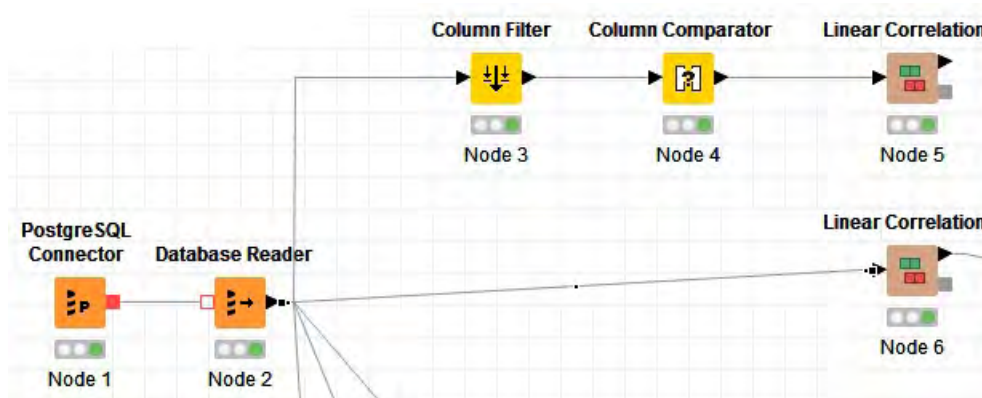 Column Filter
Column Comparator
Linear Correlation
?
Node 3
Node 4
Node 5
PostgreSQL
Connector
Database Reader
Linear Correlation
P
Node 1
Node 2
Node 6